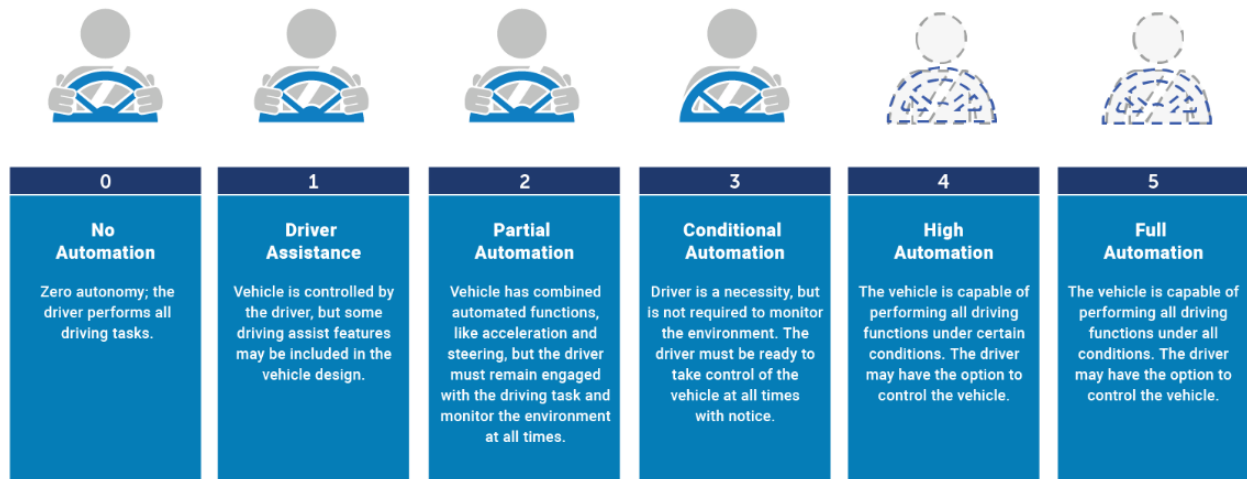 0
No
Automation
Zero autonomy; the
driver performs all
driving tasks.
1
Driver
Assistance
Vehicle is controlled by
the driver, but some
driving assist features
may be included in the
vehicle design.
2
Partial
Automation
Vehicle has combined
automated functions,
like acceleration and
steering, but the driver
must remain engaged
with the driving task and
monitor the environment
at all times.
3
Conditional
Automation
Driver is a necessity, but
is not required to monitor
the environment. The
driver must be ready to
take control of the
vehicle at all times
with notice.
4
High
Automation
The vehicle is capable of
performing all driving
functions under certain
conditions. The driver
may have the option to
control the vehicle.
5
Full
Automation
The vehicle is capable of
performing all driving
functions under all
conditions. The driver
may have the option to
control the vehicle.